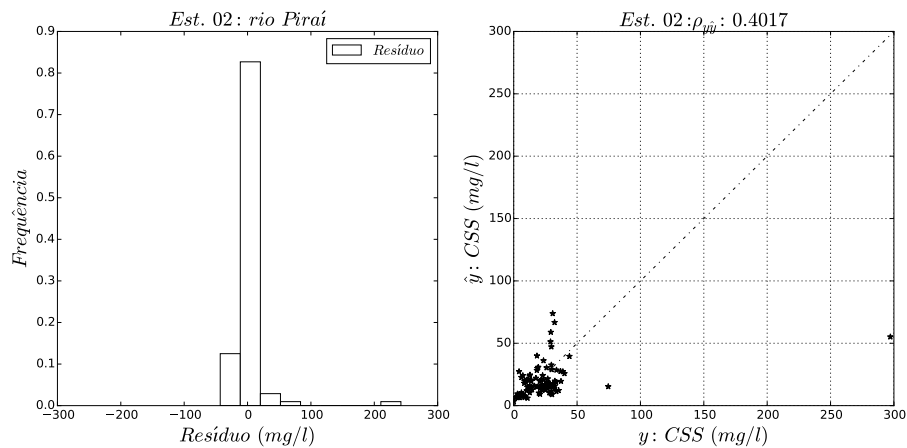 Est. 02: rio Piraí
Resíduo
Frequência
0.9
0.8
0.7
0.6
0.5
0.4
0.3
0.2
0.1
0.0
−300 −200 −100 0 100 200 300
Resíduo (mg/l)
Est. 02: ρyŷ: 0.4017
ŷ: CSS (mg/l)
300
250
200
150
100
50
0
0 50 100 150 200 250 300
y: CSS (mg/l)